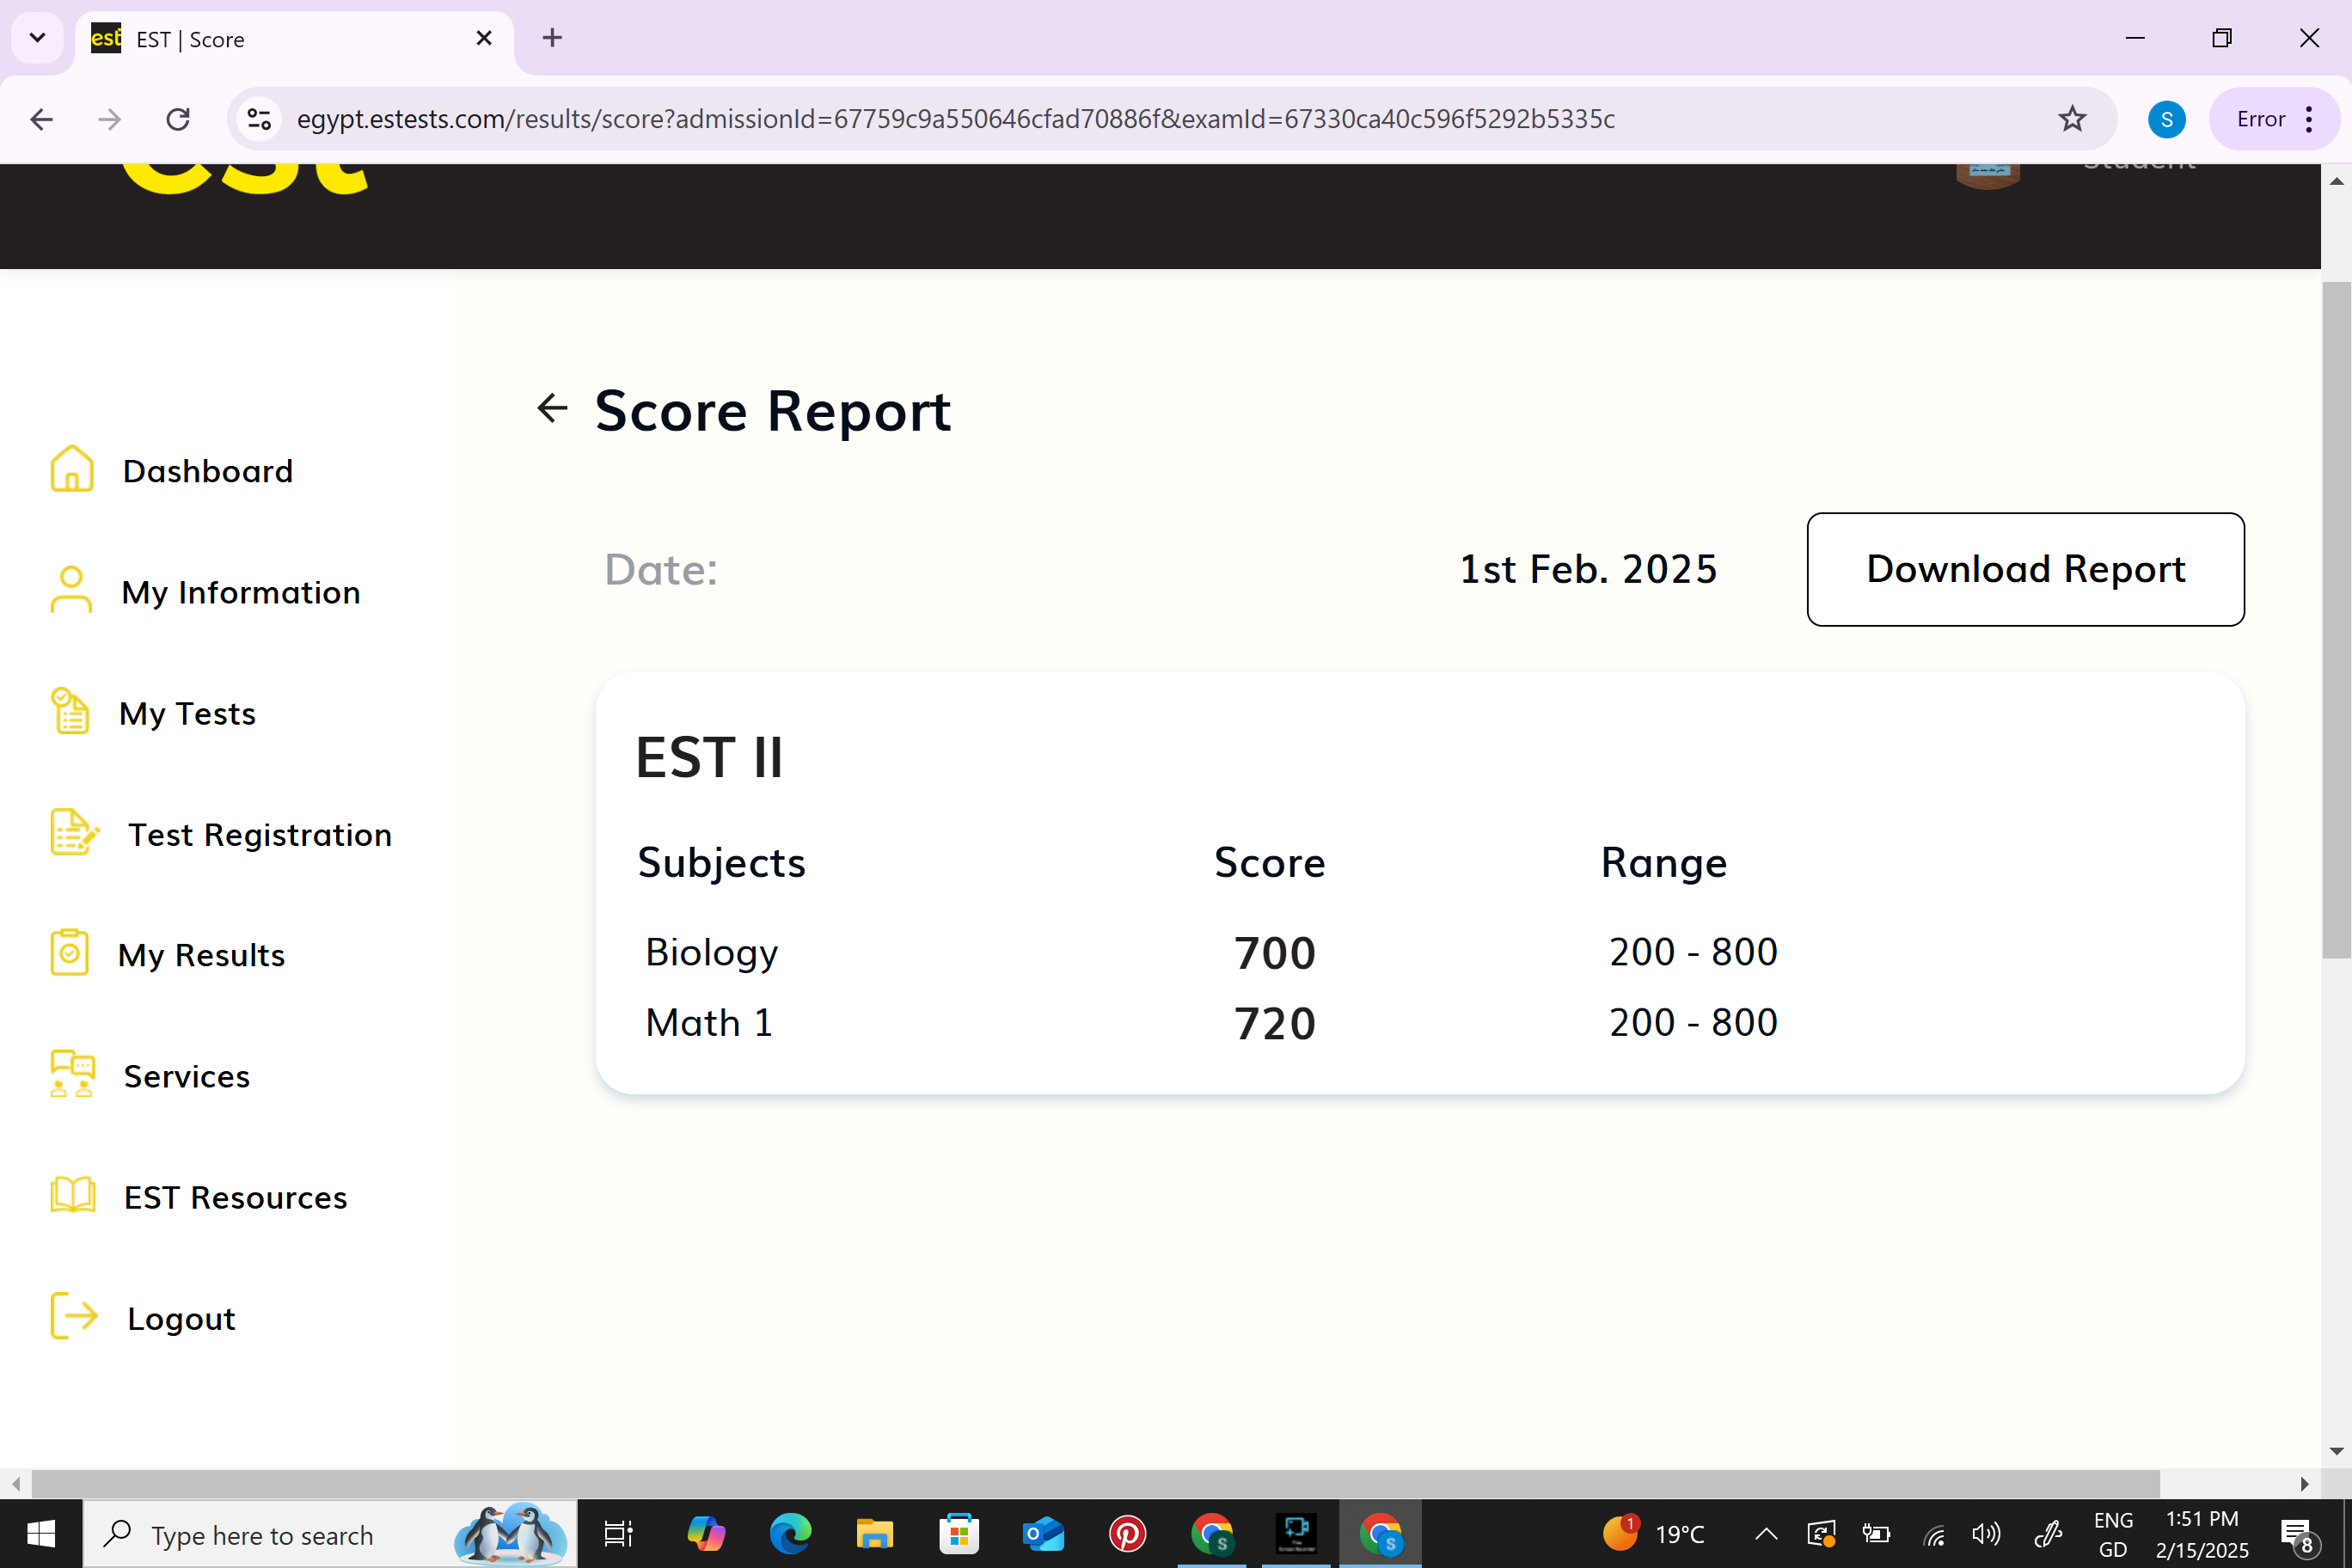 est EST | Score
egypt.estests.com/results/score?admissionId=67759c9a550646cfad70886f&examId=67330ca40c596f5292b5335c
S
Error
est
Student
Dashboard
My Information
My Tests
Test Registration
My Results
Services
EST Resources
Logout
Score Report
Date: 1st Feb. 2025 Download Report
EST II
Subjects Score Range
Biology 700 200 - 800
Math 1 720 200 - 800
Type here to search
S
S
1
19°C
ENG
GD
1:51 PM
2/15/2025
8